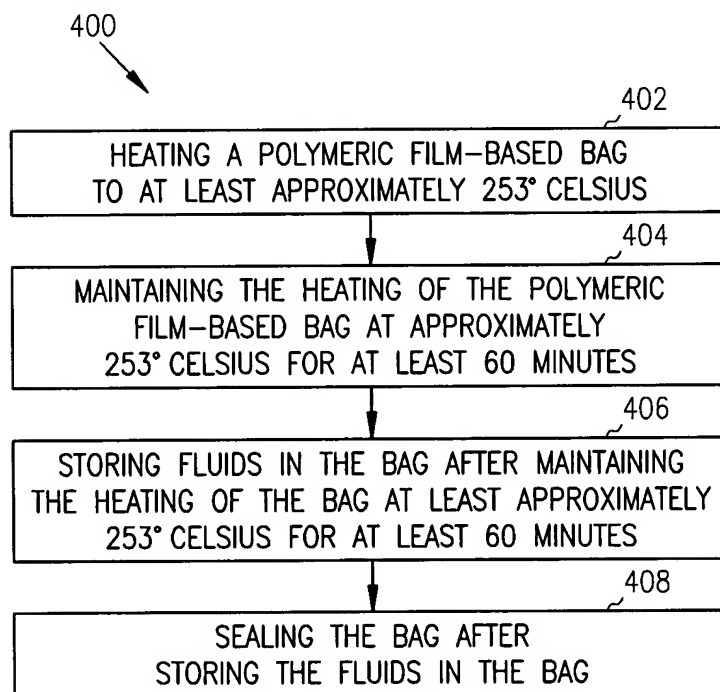 400
402
HEATING A POLYMERIC FILM-BASED BAG
TO AT LEAST APPROXIMATELY 253° CELSIUS
404
MAINTAINING THE HEATING OF THE POLYMERIC
FILM-BASED BAG AT APPROXIMATELY
253° CELSIUS FOR AT LEAST 60 MINUTES
406
STORING FLUIDS IN THE BAG AFTER MAINTAINING
THE HEATING OF THE BAG AT LEAST APPROXIMATELY
253° CELSIUS FOR AT LEAST 60 MINUTES
408
SEALING THE BAG AFTER
STORING THE FLUIDS IN THE BAG